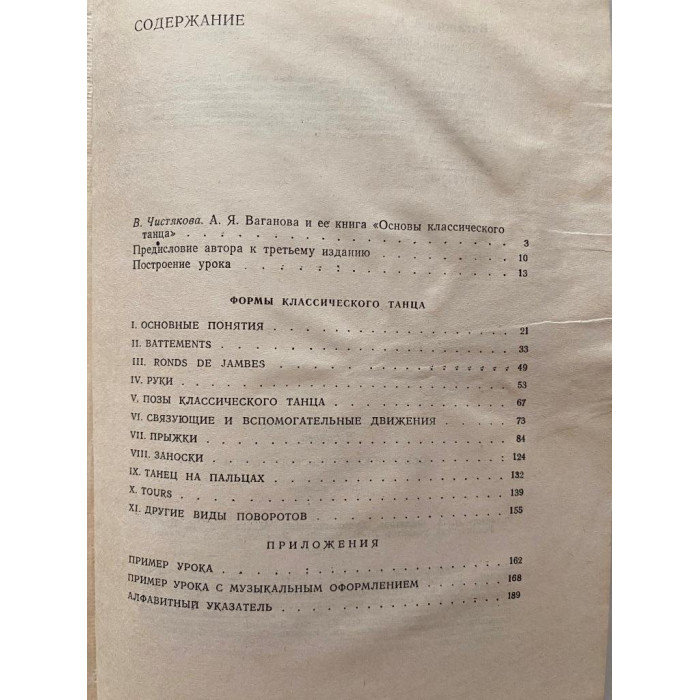 СОДЕРЖАНИЕ
В. Чистякова. А. Я. Ваганова и ее книга «Основы классического
танца» . . . . . . . . . . . . . . . . . . . 3
Предисловие автора к третьему изданию . . . . . . . . . 10
Построение урока . . . . . . . . . . . . . . . . 13
ФОРМЫ КЛАССИЧЕСКОГО ТАНЦА
I. ОСНОВНЫЕ ПОНЯТИЯ . . . . . . . . . . . . . . 21
II. BATTEMENTS . . . . . . . . . . . . . . . . . 33
III. RONDS DE JAMBES . . . . . . . . . . . . . . 49
IV. РУКИ . . . . . . . . . . . . . . . . . . . . 53
V. ПОЗЫ КЛАССИЧЕСКОГО ТАНЦА . . . . . . . . . . . 67
VI. СВЯЗУЮЩИЕ И ВСПОМОГАТЕЛЬНЫЕ ДВИЖЕНИЯ . . . . . 73
VII. ПРЫЖКИ . . . . . . . . . . . . . . . . . . 84
VIII. ЗАНОСКИ . . . . . . . . . . . . . . . . . 124
IX. ТАНЕЦ НА ПАЛЬЦАХ . . . . . . . . . . . . . . 132
X. TOURS . . . . . . . . . . . . . . . . . . . . 139
XI. ДРУГИЕ ВИДЫ ПОВОРОТОВ . . . . . . . . . . . . 155
ПРИЛОЖЕНИЯ
ПРИМЕР УРОКА . . . . . . . . . . . . . . . . . 162
ПРИМЕР УРОКА С МУЗЫКАЛЬНЫМ ОФОРМЛЕНИЕМ . . . . . . 168
АЛФАВИТНЫЙ УКАЗАТЕЛЬ . . . . . . . . . . . . . . 189